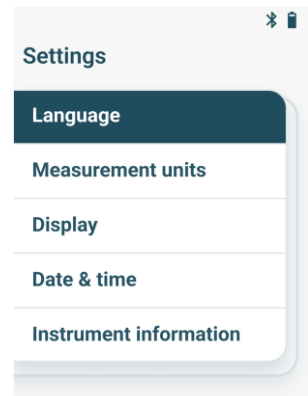 Settings
Language
Measurement units
Display
Date & time
Instrument information